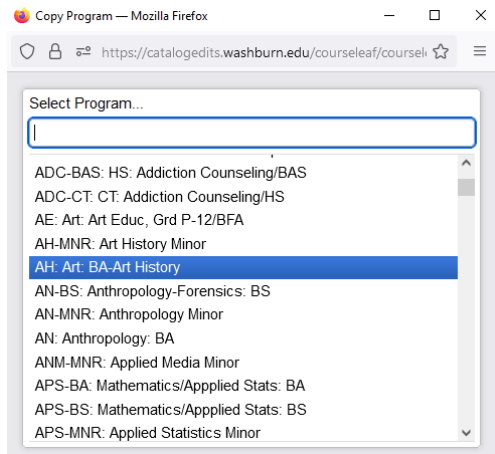 Copy Program — Mozilla Firefox
https://catalogedits.washburn.edu/courseleaf/coursel
Select Program...
ADC-BAS: HS: Addiction Counseling/BAS
ADC-CT: CT: Addiction Counseling/HS
AE: Art: Art Educ, Grd P-12/BFA
AH-MNR: Art History Minor
AH: Art: BA-Art History
AN-BS: Anthropology-Forensics: BS
AN-MNR: Anthropology Minor
AN: Anthropology: BA
ANM-MNR: Applied Media Minor
APS-BA: Mathematics/Appplied Stats: BA
APS-BS: Mathematics/Appplied Stats: BS
APS-MNR: Applied Statistics Minor